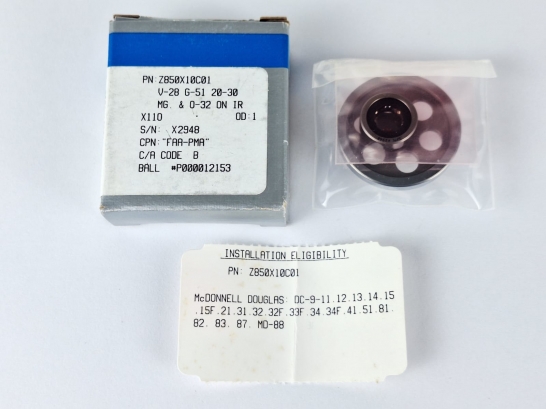 PN: Z850X10C01
V-28 G-51 20-30
MG. & O-32 ON IR
X110 OD:1
S/N: X2948
CPN: "FAA-PMA"
C/A CODE B
BALL #P000012153
INSTALLATION ELIGIBILITY
PN: Z850X10C01
McDONNELL DOUGLAS: DC-9-11.12.13.14.15
.15F.21.31.32.32F.33F.34.34F.41.51.81.
82. 83. 87. MD-88